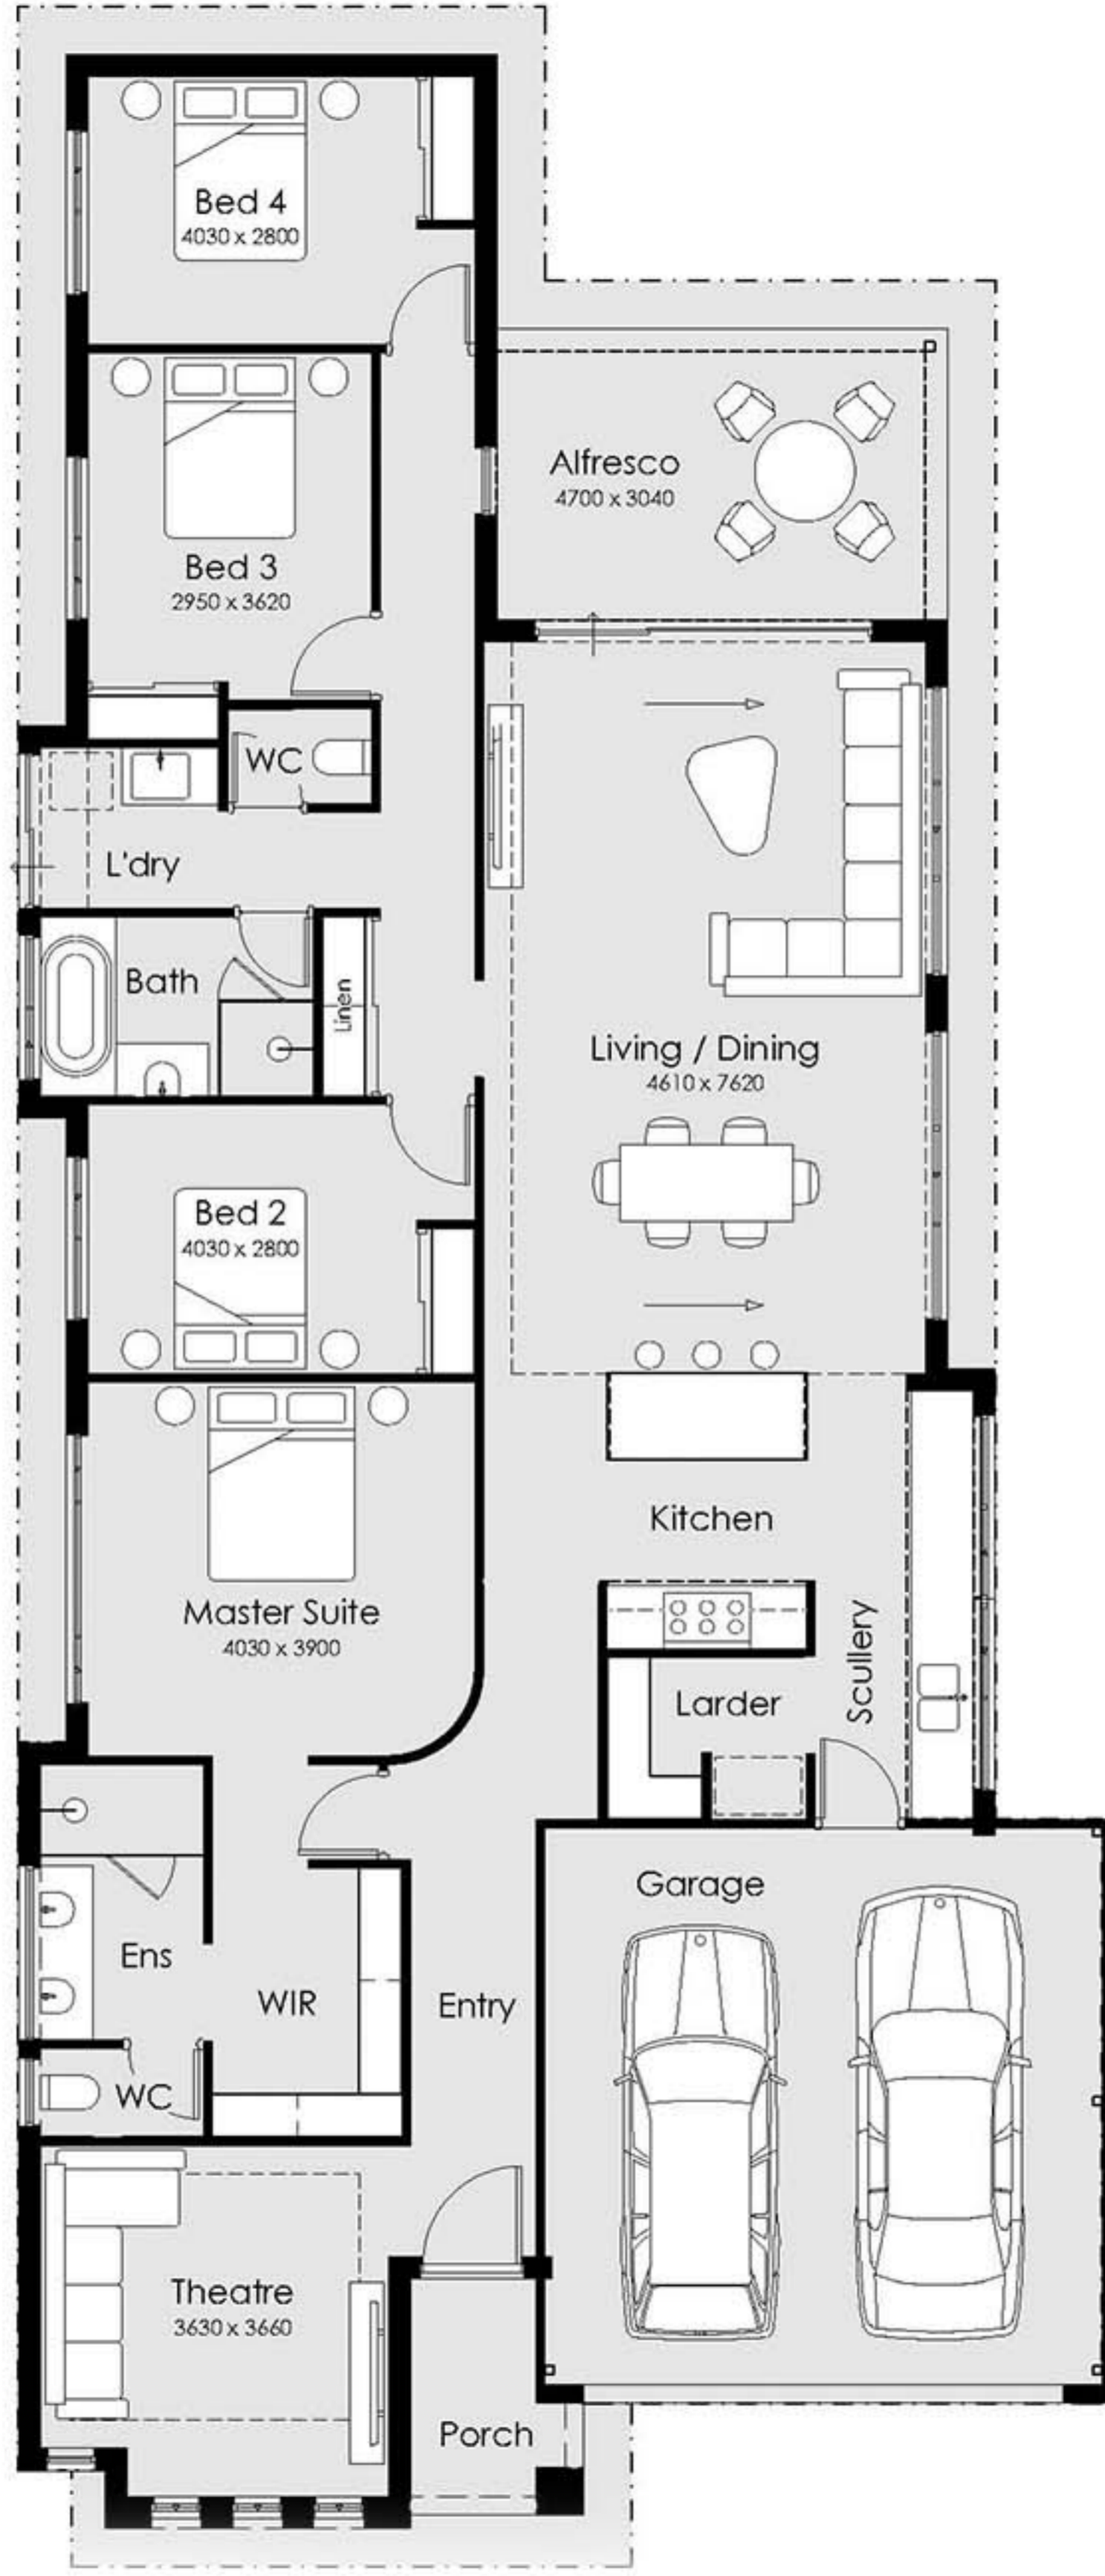 Bed 4
4030 x 2800
Alfresco
4700 x 3040
Bed 3
2950 x 3620
WC
L'dry
Bath
Linen
Living / Dining
4610 x 7620
Bed 2
4030 x 2800
Kitchen
Master Suite
4030 x 3900
Scullery
Larder
Garage
Ens
WIR
Entry
WC
Theatre
3630 x 3660
Porch